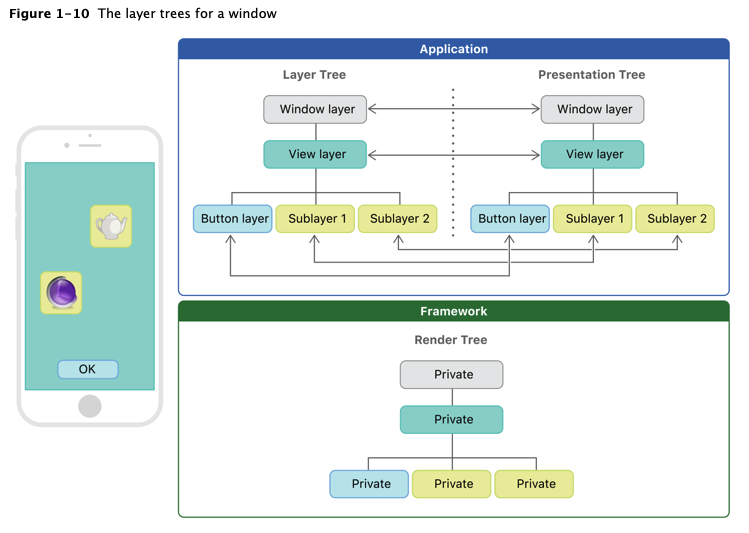 Figure 1–10 The layer trees for a window
Application
Layer Tree
Presentation Tree
Window layer
Window layer
View layer
View layer
Button layer
Sublayer 1
Sublayer 2
Button layer
Sublayer 1
Sublayer 2
OK
Framework
Render Tree
Private
Private
Private
Private
Private